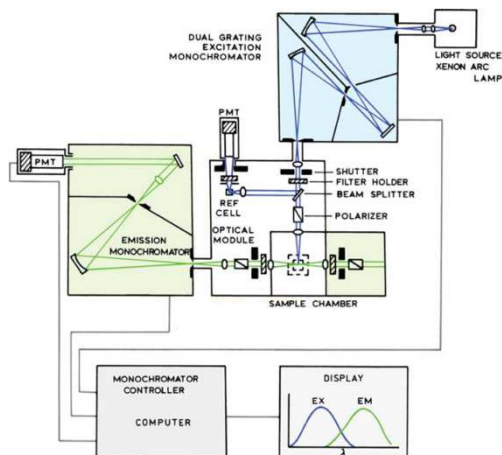 DUAL GRATING
EXCITATION
MONOCHROMATOR
LIGHT SOURCE
XENON ARC
LAMP
PMT
PMT
SHUTTER
FILTER HOLDER
BEAM SPLITTER
REF
CELL
POLARIZER
OPTICAL
MODULE
EMISSION
MONOCHROMATOR
SAMPLE CHAMBER
MONOCHROMATOR
CONTROLLER
COMPUTER
DISPLAY
EX
EM
λ